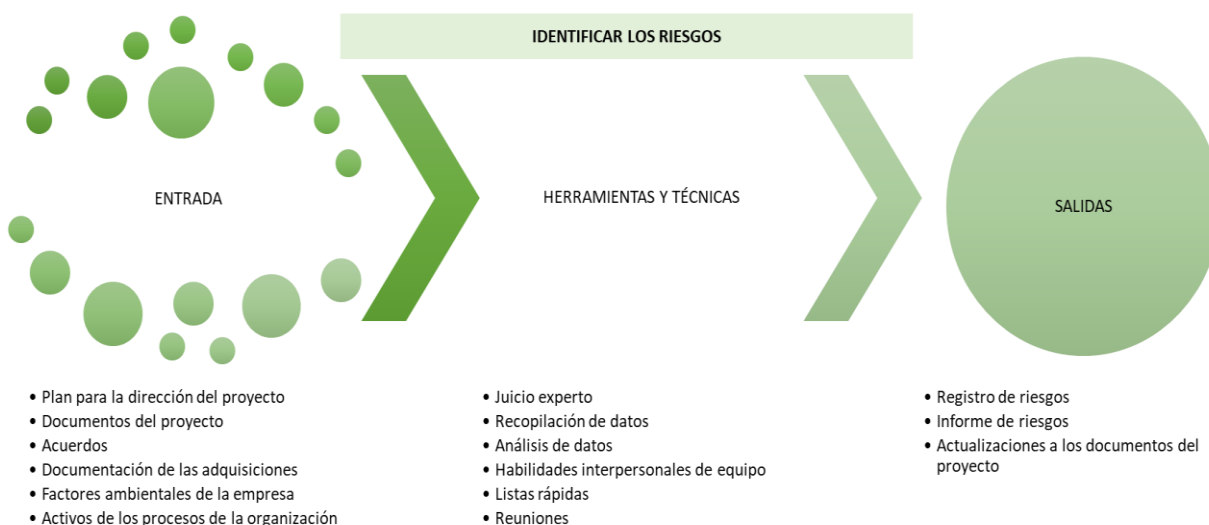 IDENTIFICAR LOS RIESGOS
ENTRADA
HERRAMIENTAS Y TÉCNICAS
SALIDAS
• Plan para la dirección del proyecto
• Documentos del proyecto
• Acuerdos
• Documentación de las adquisiciones
• Factores ambientales de la empresa
• Activos de los procesos de la organización
• Juicio experto
• Recopilación de datos
• Análisis de datos
• Habilidades interpersonales de equipo
• Listas rápidas
• Reuniones
• Registro de riesgos
• Informe de riesgos
• Actualizaciones a los documentos del
proyecto